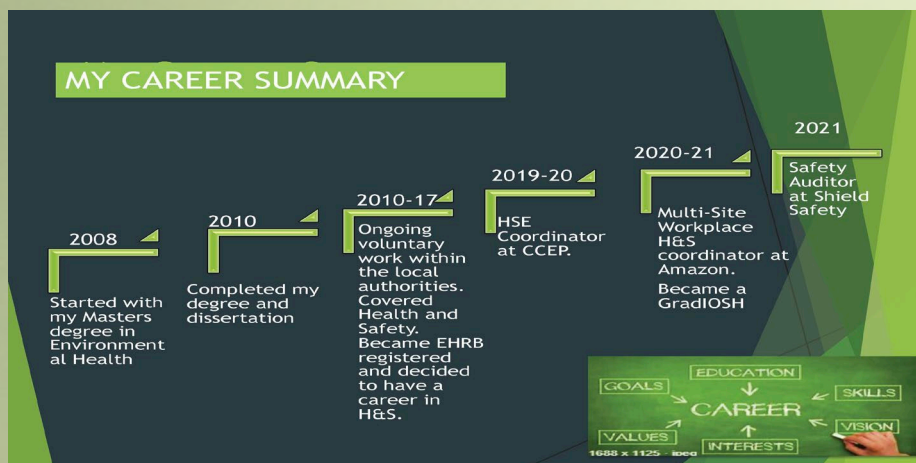 MY CAREER SUMMARY
2008
Started with
my Masters
degree in
Environment
al Health
2010
Completed my
degree and
dissertation
2010-17
Ongoing
voluntary
work within
the local
authorities.
Covered
Health and
Safety.
Became EHRB
registered
and decided
to have a
career in
H&S.
2019-20
HSE
Coordinator
at CCEP.
2020-21
Multi-Site
Workplace
H&S
coordinator at
Amazon.
Became a
GradIOSH
2021
Safety
Auditor
at Shield
Safety
EDUCATION
GOALS
SKILLS
CAREER
VALUES
VISION
INTERESTS
1688 x 1125 - jpeg